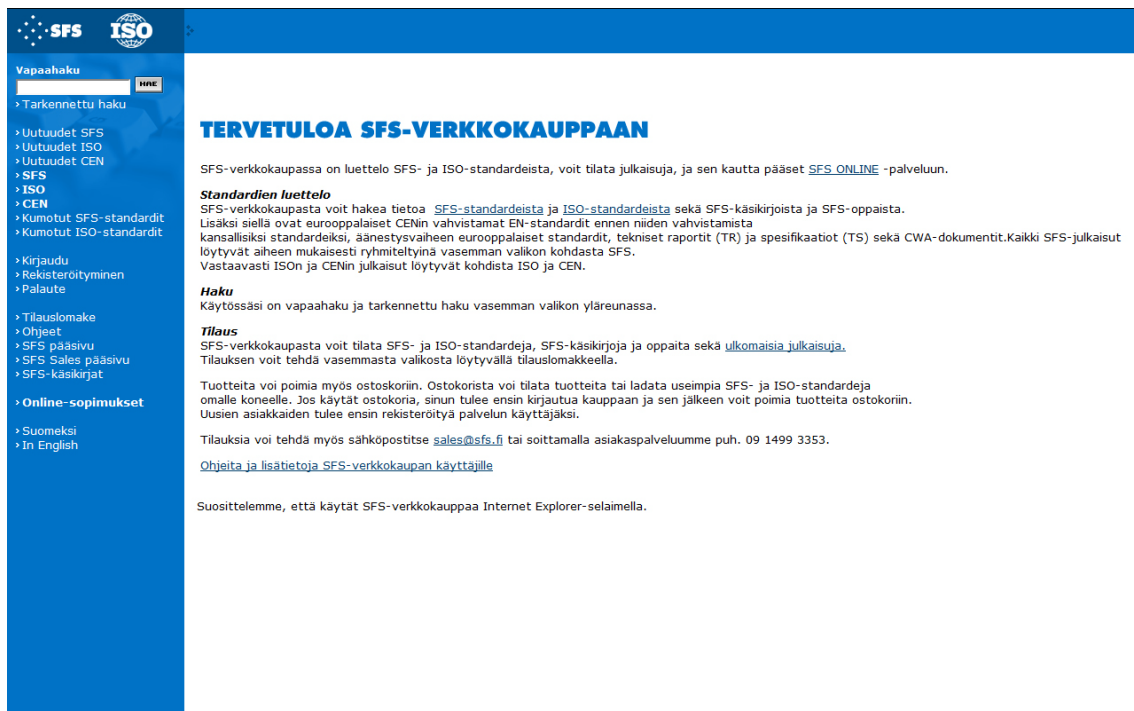 SFS ISO
Vapaahaku
HAE
›Tarkennettu haku
›Uutuudet SFS
›Uutuudet ISO
›Uutuudet CEN
›SFS
›ISO
›CEN
›Kumotut SFS-standardit
›Kumotut ISO-standardit
›Kirjaudu
›Rekisteröityminen
›Palaute
›Tilauslomake
›Ohjeet
›SFS pääsivu
›SFS Sales pääsivu
›SFS-käsikirjat
›Online-sopimukset
›Suomeksi
›In English
TERVETULOA SFS-VERKKOKAUPPAAN
SFS-verkkokaupassa on luettelo SFS- ja ISO-standardeista, voit tilata julkaisuja, ja sen kautta pääset SFS ONLINE -palveluun.
Standardien luettelo
SFS-verkkokaupasta voit hakea tietoa SFS-standardeista ja ISO-standardeista sekä SFS-käsikirjoista ja SFS-oppaista.
Lisäksi siellä ovat eurooppalaiset CENin vahvistamat EN-standardit ennen niiden vahvistamista
kansallisiksi standardeiksi, äänestysvaiheen eurooppalaiset standardit, tekniset raportit (TR) ja spesifikaatiot (TS) sekä CWA-dokumentit.Kaikki SFS-julkaisut
löytyvät aiheen mukaisesti ryhmiteltyinä vasemman valikon kohdasta SFS.
Vastaavasti ISOn ja CENin julkaisut löytyvät kohdista ISO ja CEN.
Haku
Käytössäsi on vapaahaku ja tarkennettu haku vasemman valikon yläreunassa.
Tilaus
SFS-verkkokaupasta voit tilata SFS- ja ISO-standardeja, SFS-käsikirjoja ja oppaita sekä ulkomaisia julkaisuja.
Tilauksen voit tehdä vasemmasta valikosta löytyvällä tilauslomakkeella.
Tuotteita voi poimia myös ostoskoriin. Ostokorista voi tilata tuotteita tai ladata useimpia SFS- ja ISO-standardeja
omalle koneelle. Jos käytät ostokoria, sinun tulee ensin kirjautua kauppaan ja sen jälkeen voit poimia tuotteita ostokoriin.
Uusien asiakkaiden tulee ensin rekisteröityä palvelun käyttäjäksi.
Tilauksia voi tehdä myös sähköpostitse sales@sfs.fi tai soittamalla asiakaspalveluumme puh. 09 1499 3353.
Ohjeita ja lisätietoja SFS-verkkokaupan käyttäjille
Suosittelemme, että käytät SFS-verkkokauppaa Internet Explorer-selaimella.